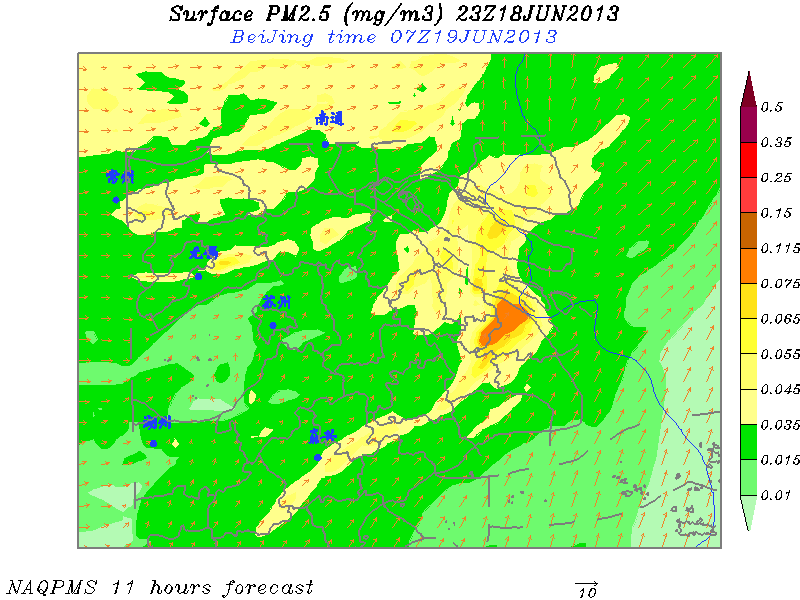 Surface PM2.5 (mg/m3) 23Z18JUN2013
BeiJing time 07Z19JUN2013
南通
常州
无锡
苏州
湖州
嘉兴
0.5
0.35
0.25
0.15
0.115
0.065
0.055
0.045
0.035
0.015
0.01
NAQPMS 11 hours forecast
10